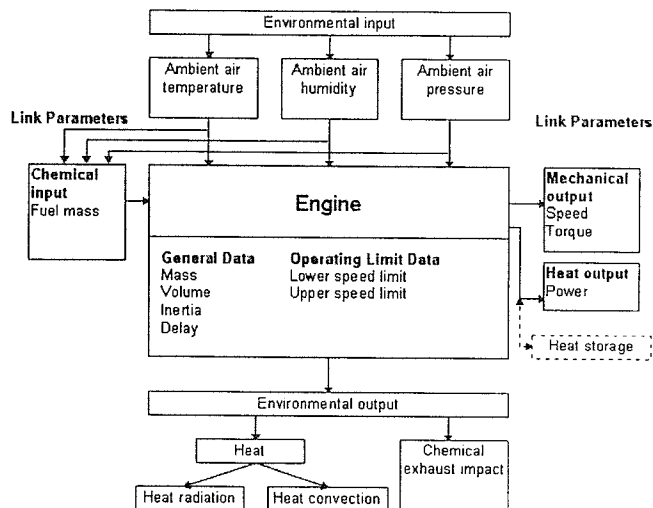 Environmental input
Ambient air
temperature
Ambient air
humidity
Ambient air
pressure
Link Parameters
Link Parameters
Chemical
input
Fuel mass
Engine
Mechanical
output
Speed
Torque
General Data
Mass
Volume
Inertia
Delay
Operating Limit Data
Lower speed limit
Upper speed limit
Heat output
Power
Heat storage
Environmental output
Heat
Chemical
exhaust impact
Heat radiation
Heat convection